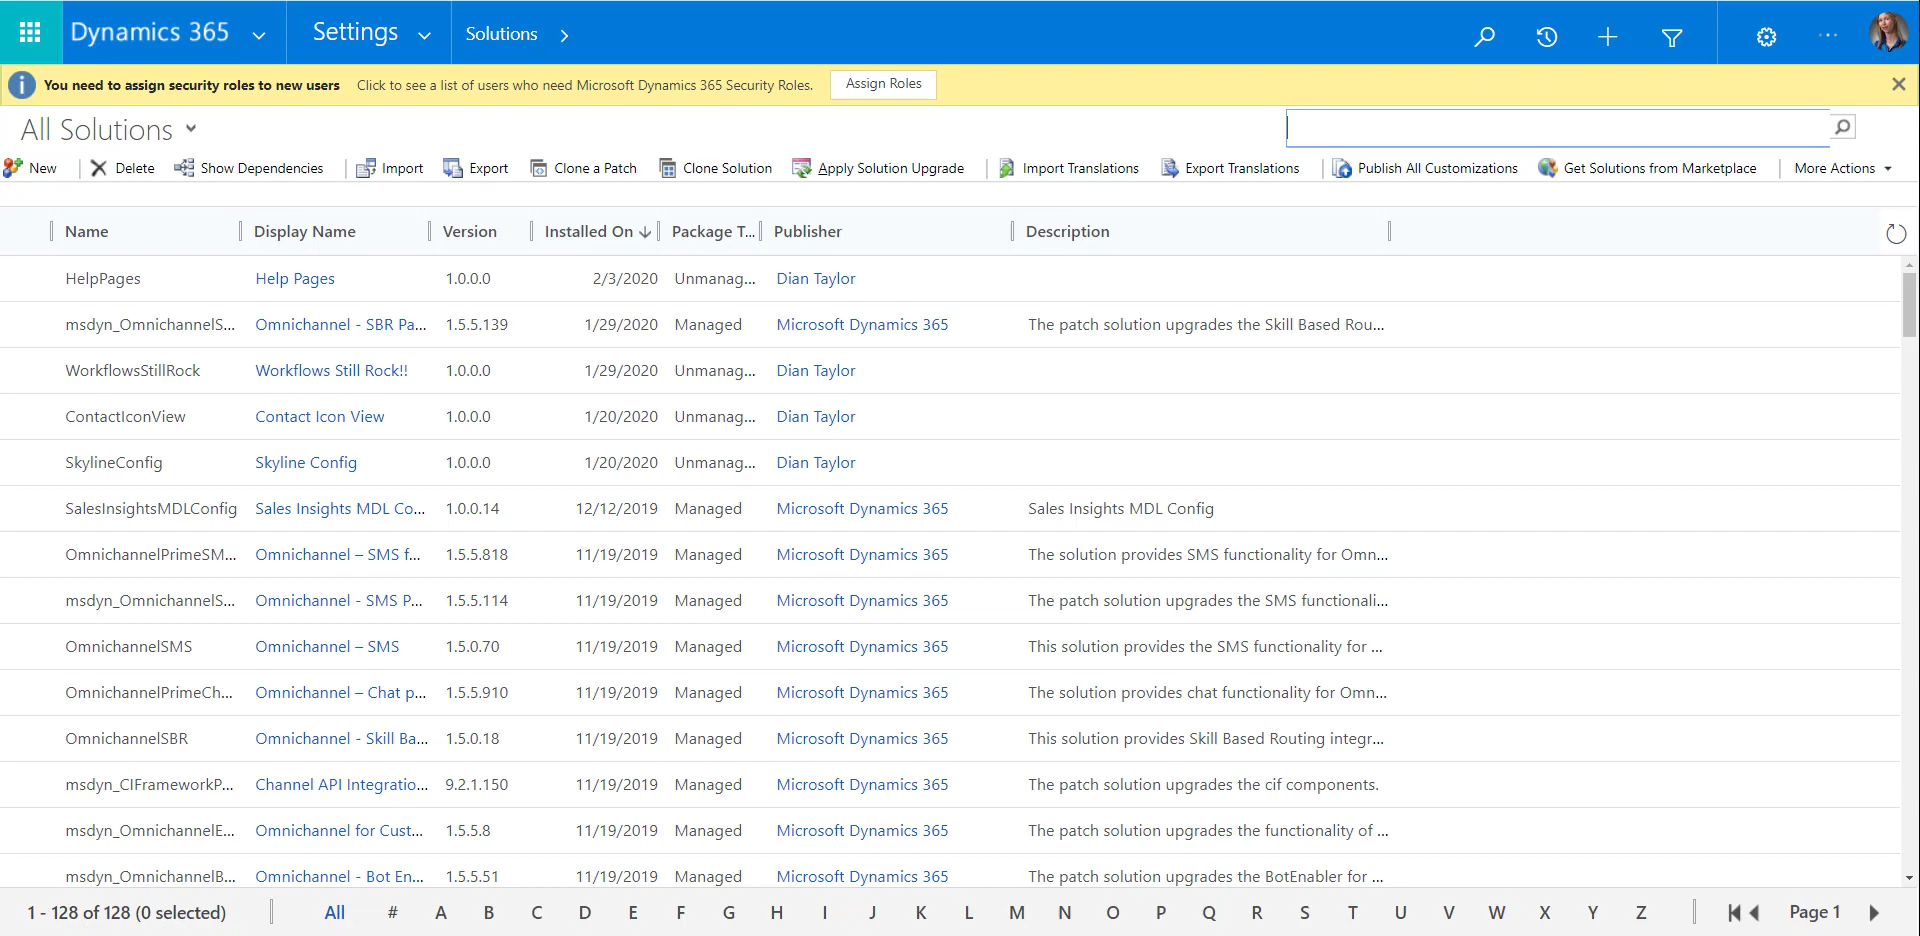 Dynamics 365 Settings Solutions
You need to assign security roles to new users Click to see a list of users who need Microsoft Dynamics 365 Security Roles. Assign Roles
All Solutions
New Delete Show Dependencies Import Export Clone a Patch Clone Solution Apply Solution Upgrade Import Translations Export Translations Publish All Customizations Get Solutions from Marketplace More Actions
Name Display Name Version Installed On Package T... Publisher Description
HelpPages Help Pages 1.0.0.0 2/3/2020 Unmanag... Dian Taylor
msdyn_OmnichannelS... Omnichannel - SBR Pa... 1.5.5.139 1/29/2020 Managed Microsoft Dynamics 365 The patch solution upgrades the Skill Based Rou...
WorkflowsStillRock Workflows Still Rock!! 1.0.0.0 1/29/2020 Unmanag... Dian Taylor
ContactIconView Contact Icon View 1.0.0.0 1/20/2020 Unmanag... Dian Taylor
SkylineConfig Skyline Config 1.0.0.0 1/20/2020 Unmanag... Dian Taylor
SalesInsightsMDLConfig Sales Insights MDL Co... 1.0.0.14 12/12/2019 Managed Microsoft Dynamics 365 Sales Insights MDL Config
OmnichannelPrimeSM... Omnichannel – SMS f... 1.5.5.818 11/19/2019 Managed Microsoft Dynamics 365 The solution provides SMS functionality for Omn...
msdyn_OmnichannelS... Omnichannel - SMS P... 1.5.5.114 11/19/2019 Managed Microsoft Dynamics 365 The patch solution upgrades the SMS functionali...
OmnichannelSMS Omnichannel – SMS 1.5.0.70 11/19/2019 Managed Microsoft Dynamics 365 This solution provides the SMS functionality for ...
OmnichannelPrimeCh... Omnichannel – Chat p... 1.5.5.910 11/19/2019 Managed Microsoft Dynamics 365 The solution provides chat functionality for Omn...
OmnichannelSBR Omnichannel - Skill Ba... 1.5.0.18 11/19/2019 Managed Microsoft Dynamics 365 This solution provides Skill Based Routing integr...
msdyn_CIFrameworkP... Channel API Integratio... 9.2.1.150 11/19/2019 Managed Microsoft Dynamics 365 The patch solution upgrades the cif components.
msdyn_OmnichannelE... Omnichannel for Cust... 1.5.5.8 11/19/2019 Managed Microsoft Dynamics 365 The patch solution upgrades the functionality of ...
msdyn_OmnichannelB... Omnichannel - Bot En... 1.5.5.51 11/19/2019 Managed Microsoft Dynamics 365 The patch solution upgrades the BotEnabler for ...
1 - 128 of 128 (0 selected) All # A B C D E F G H I J K L M N O P Q R S T U V W X Y Z Page 1